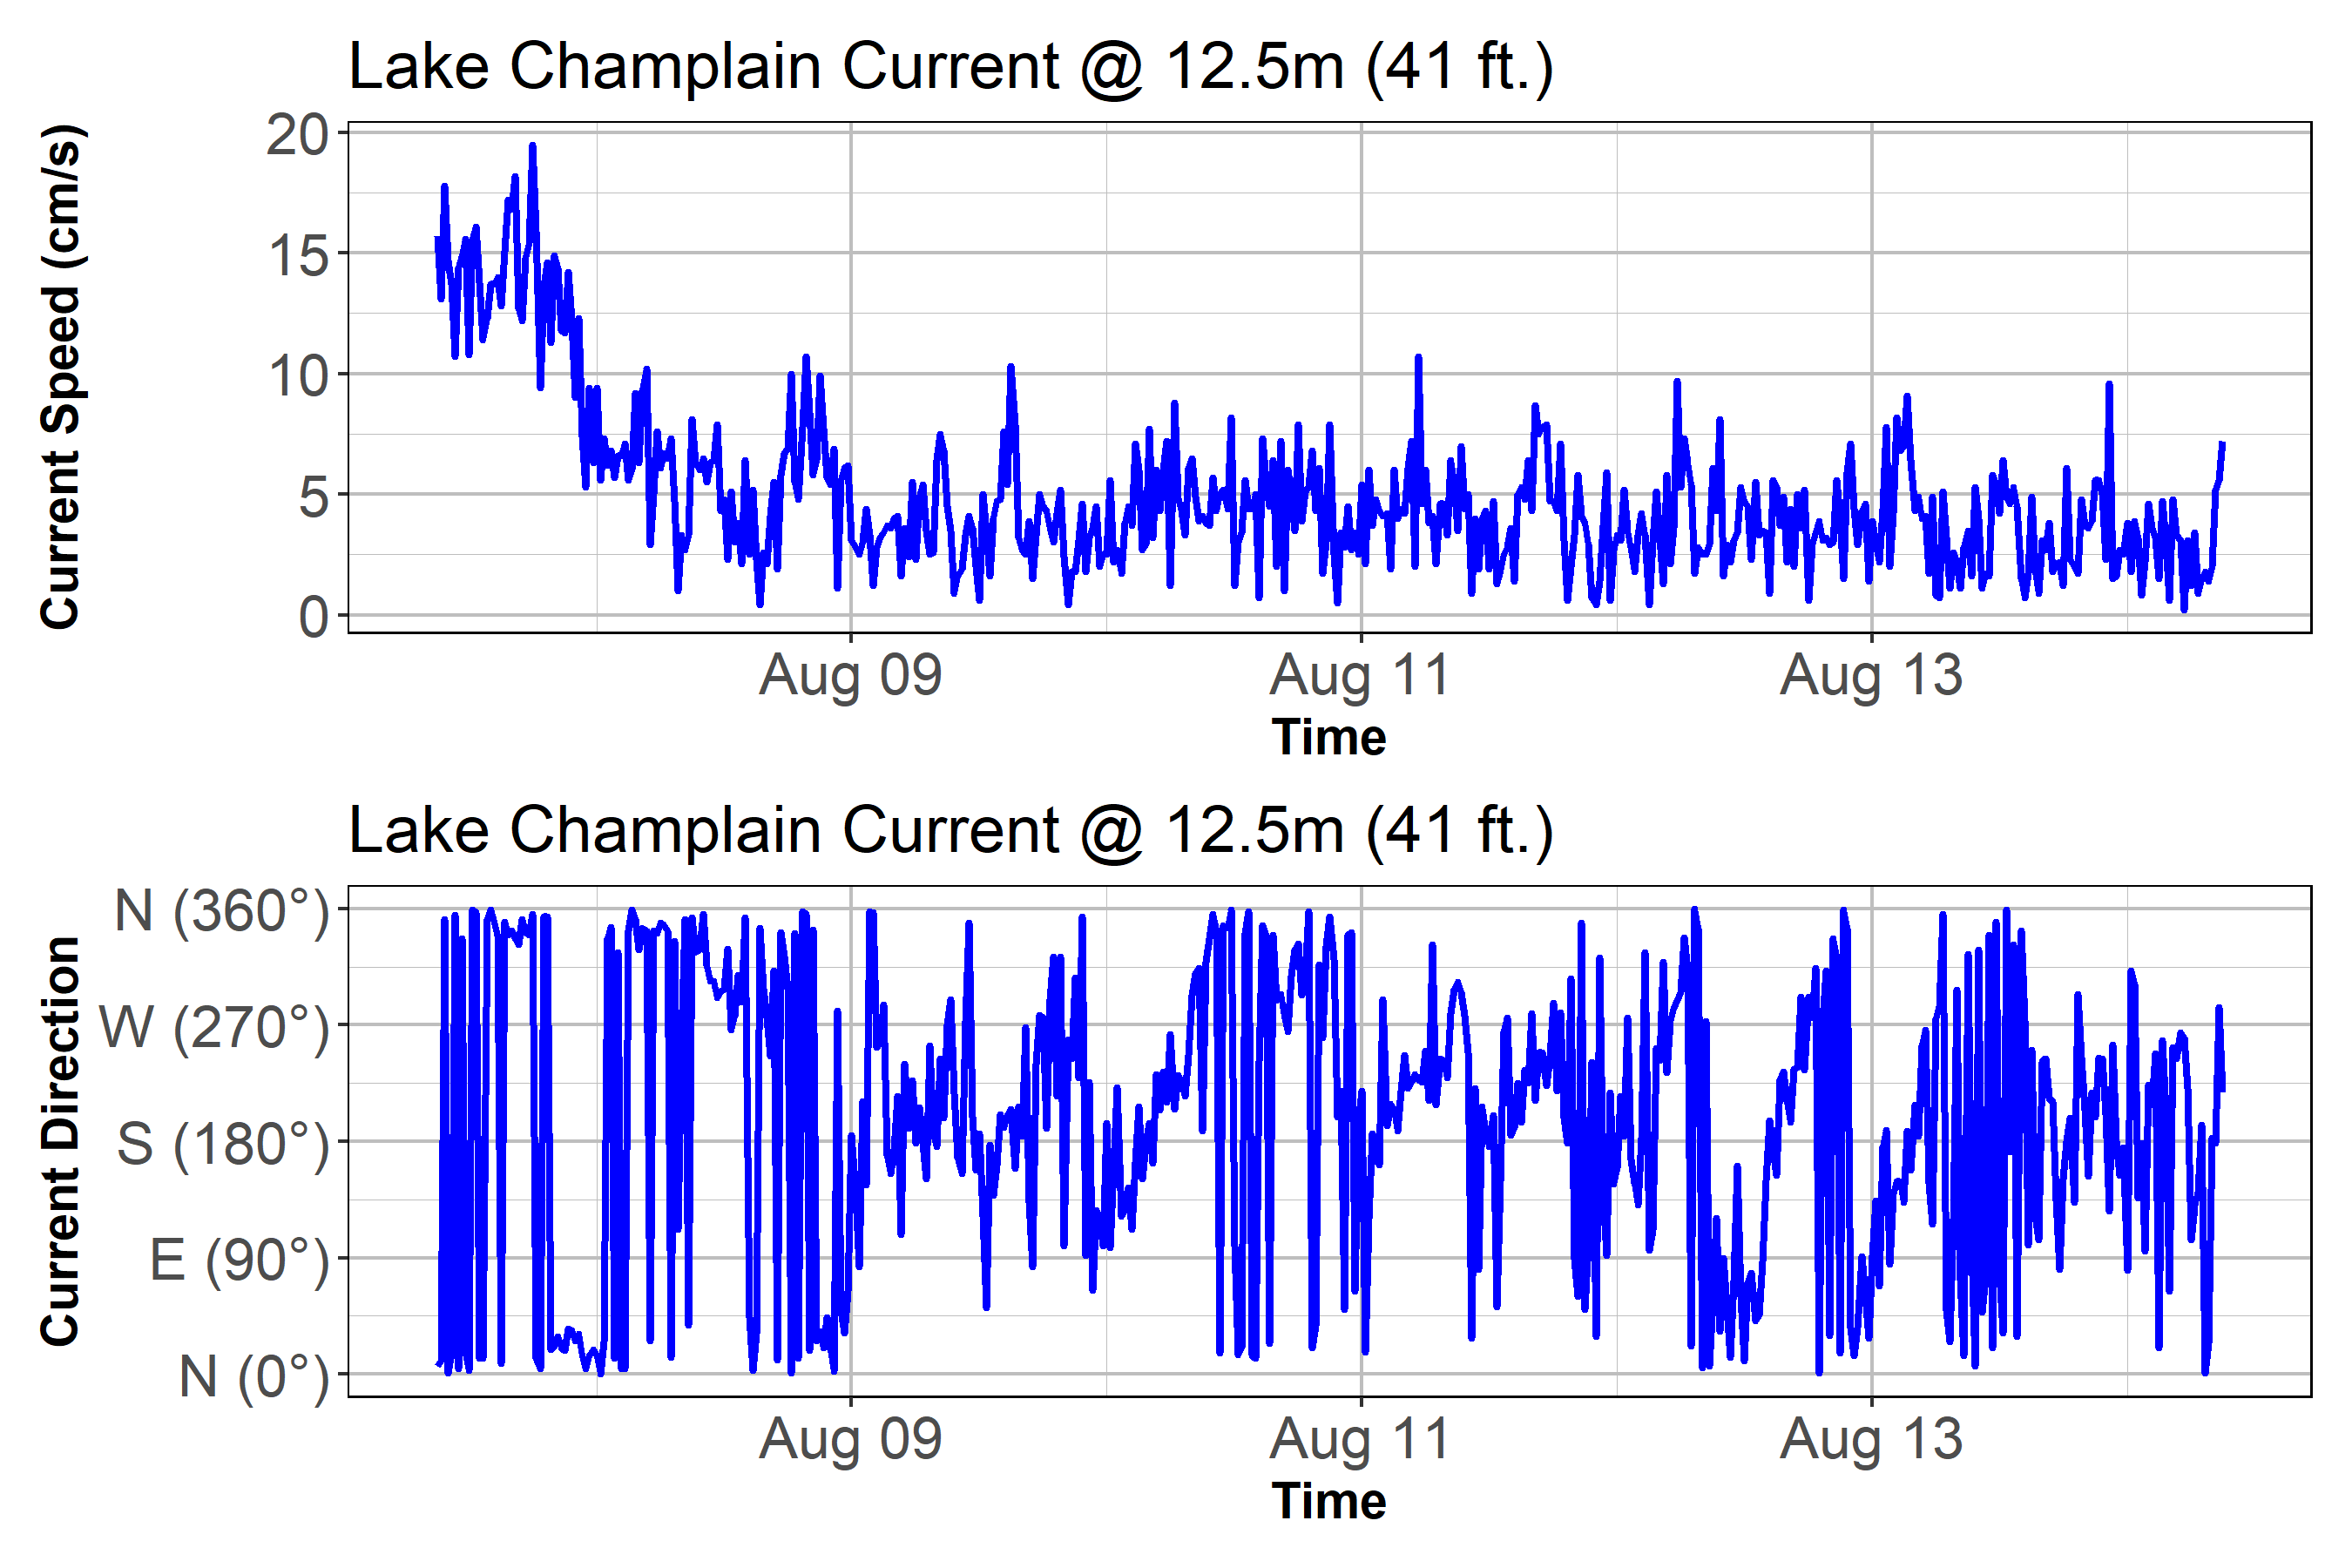 Lake Champlain Current @ 12.5m (41 ft.)
Current Speed (cm/s)
20
15
10
5
0
Aug 09 Aug 11 Aug 13
Time
Lake Champlain Current @ 12.5m (41 ft.)
Current Direction
N (360°)
W (270°)
S (180°)
E (90°)
N (0°)
Aug 09 Aug 11 Aug 13
Time